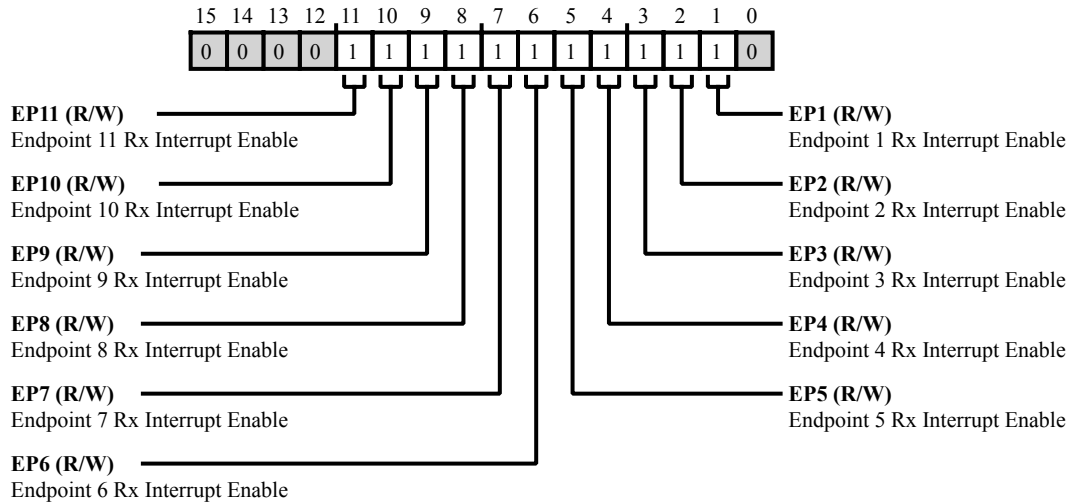 15 14 13 12 11 10 9 8 7 6 5 4 3 2 1 0
0 0 0 0 1 1 1 1 1 1 1 1 1 1 1 0
EP11 (R/W)
Endpoint 11 Rx Interrupt Enable
EP10 (R/W)
Endpoint 10 Rx Interrupt Enable
EP9 (R/W)
Endpoint 9 Rx Interrupt Enable
EP8 (R/W)
Endpoint 8 Rx Interrupt Enable
EP7 (R/W)
Endpoint 7 Rx Interrupt Enable
EP6 (R/W)
Endpoint 6 Rx Interrupt Enable
EP1 (R/W)
Endpoint 1 Rx Interrupt Enable
EP2 (R/W)
Endpoint 2 Rx Interrupt Enable
EP3 (R/W)
Endpoint 3 Rx Interrupt Enable
EP4 (R/W)
Endpoint 4 Rx Interrupt Enable
EP5 (R/W)
Endpoint 5 Rx Interrupt Enable